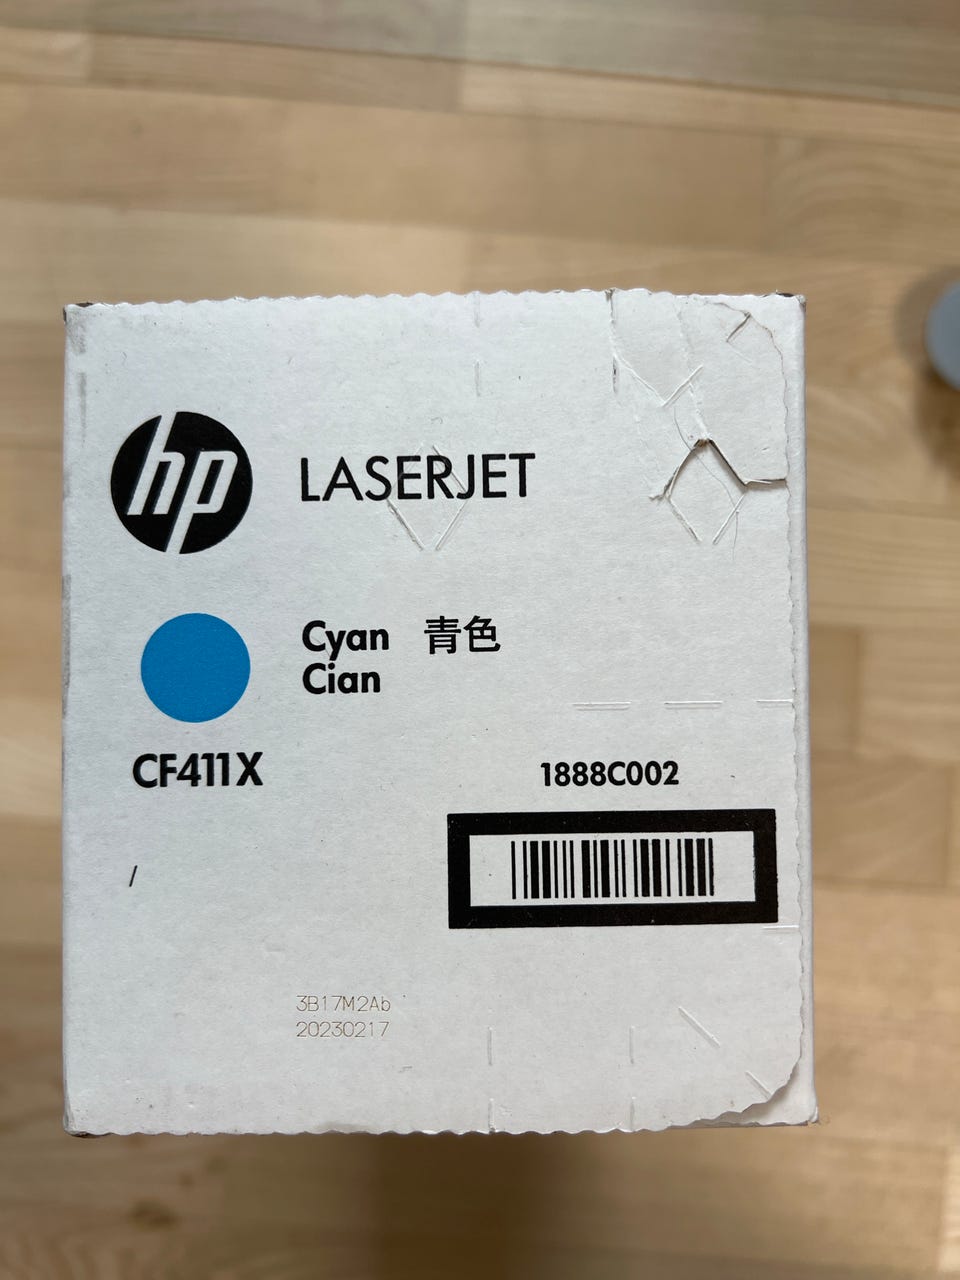 hp LASERJET
Cyan 青色
Cian
CF411X
1888C002
/
3B17M2Ab
20230217